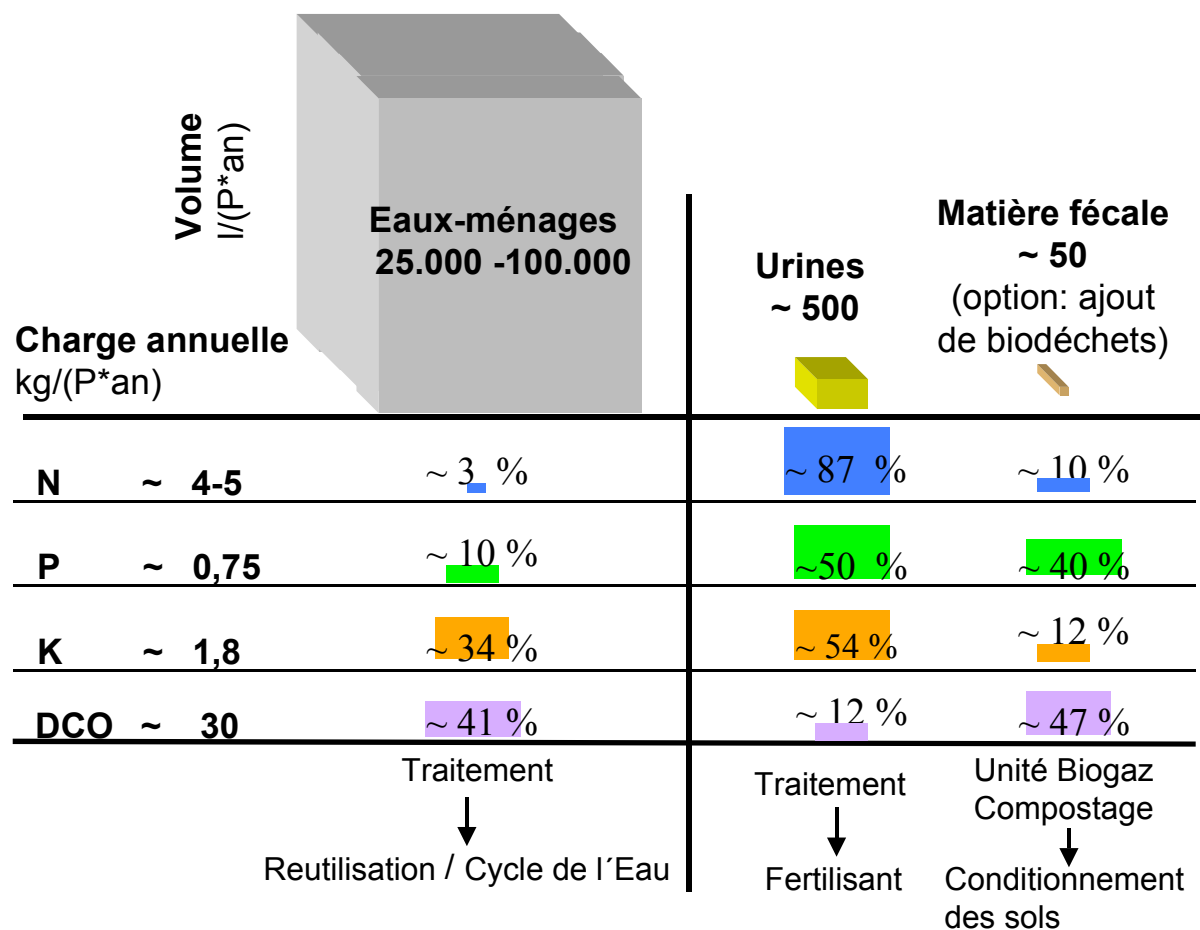 Volume
l/(P*an)
Eaux-ménages
25.000 -100.000
Urines
~ 500
Matière fécale
~ 50
(option: ajout
de biodéchets)
Charge annuelle
kg/(P*an)
N ~ 4-5 ~ 3 % ~ 87 % ~ 10 %
P ~ 0,75 ~ 10 % ~50 % ~ 40 %
K ~ 1,8 ~ 34 % ~ 54 % ~ 12 %
DCO ~ 30 ~ 41 % ~ 12 % ~ 47 %
Traitement
Reutilisation / Cycle de l´Eau
Traitement
Fertilisant
Unité Biogaz
Compostage
Conditionnement
des sols